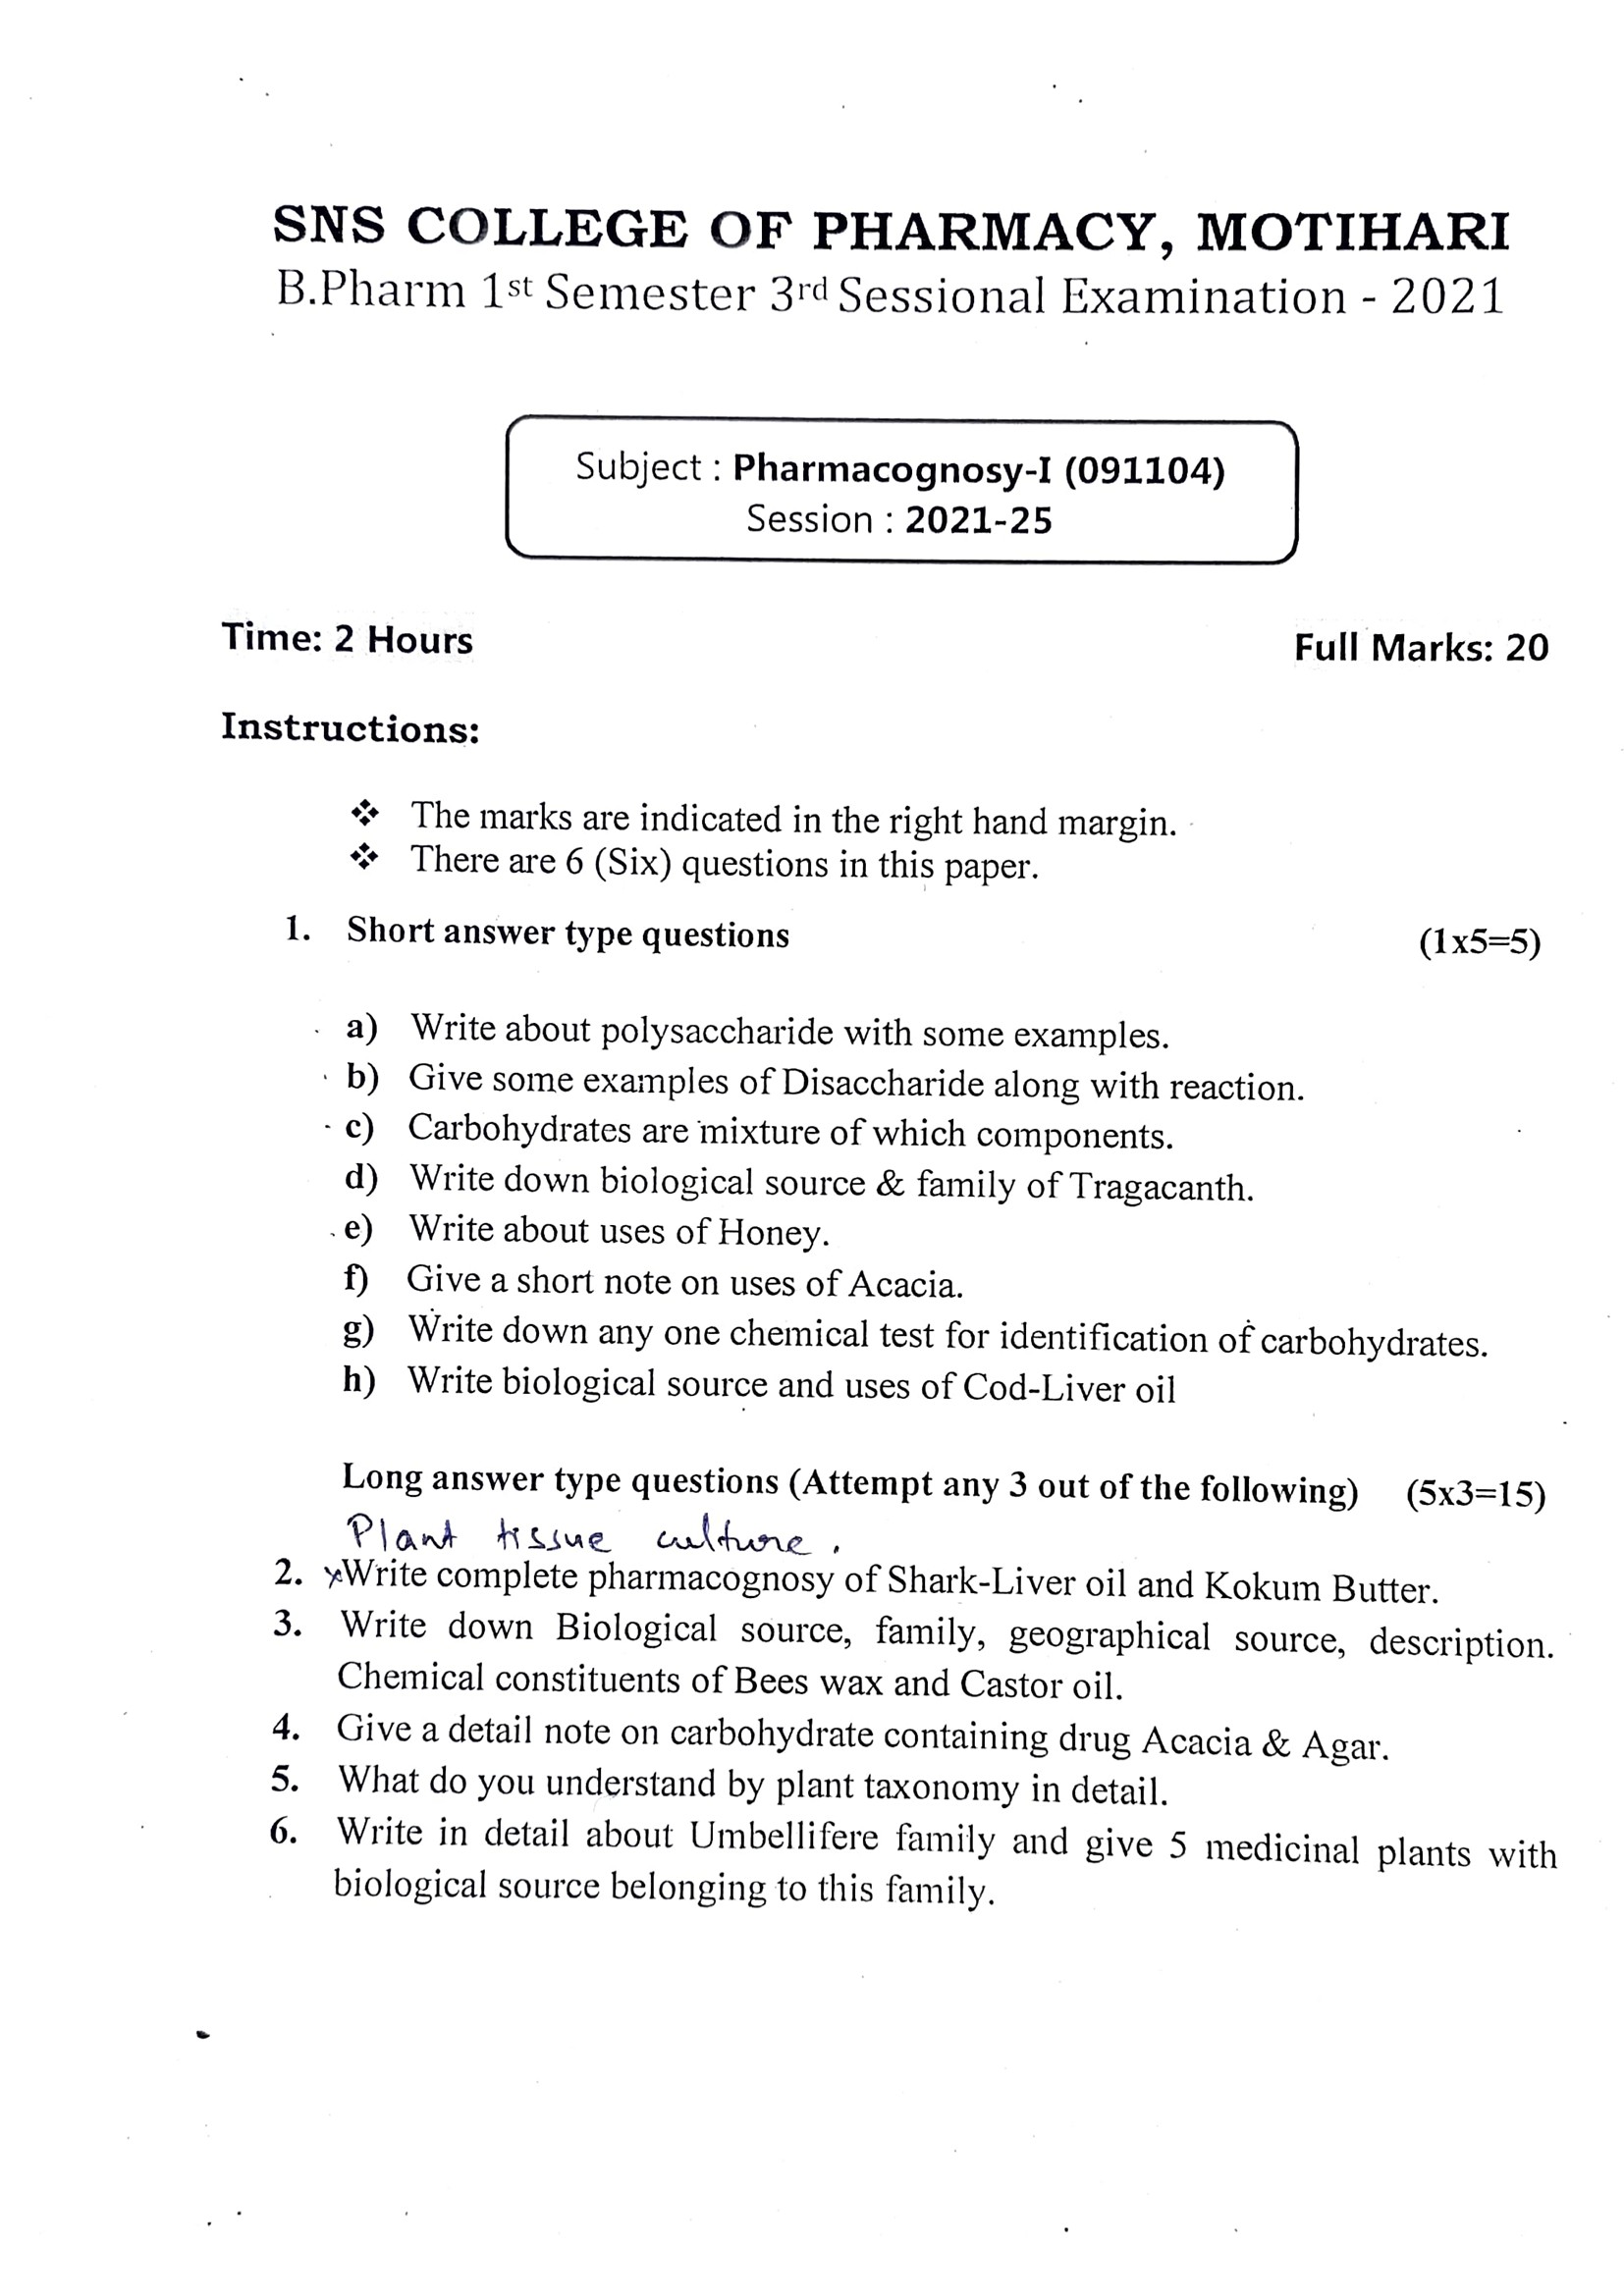 SNS COLLEGE OF PHARMACY, MOTIHARI
B.Pharm 1st Semester 3rd Sessional Examination - 2021
Subject : Pharmacognosy-I (091104)
Session : 2021-25
Time: 2 Hours Full Marks: 20
Instructions:
❖ The marks are indicated in the right hand margin.
❖ There are 6 (Six) questions in this paper.
1. Short answer type questions (1x5=5)
a) Write about polysaccharide with some examples.
b) Give some examples of Disaccharide along with reaction.
c) Carbohydrates are mixture of which components.
d) Write down biological source & family of Tragacanth.
e) Write about uses of Honey.
f) Give a short note on uses of Acacia.
g) Write down any one chemical test for identification of carbohydrates.
h) Write biological source and uses of Cod-Liver oil
Long answer type questions (Attempt any 3 out of the following) (5x3=15)
Plant tissue culture.
2. xWrite complete pharmacognosy of Shark-Liver oil and Kokum Butter.
3. Write down Biological source, family, geographical source, description.
Chemical constituents of Bees wax and Castor oil.
4. Give a detail note on carbohydrate containing drug Acacia & Agar.
5. What do you understand by plant taxonomy in detail.
6. Write in detail about Umbellifere family and give 5 medicinal plants with
biological source belonging to this family.